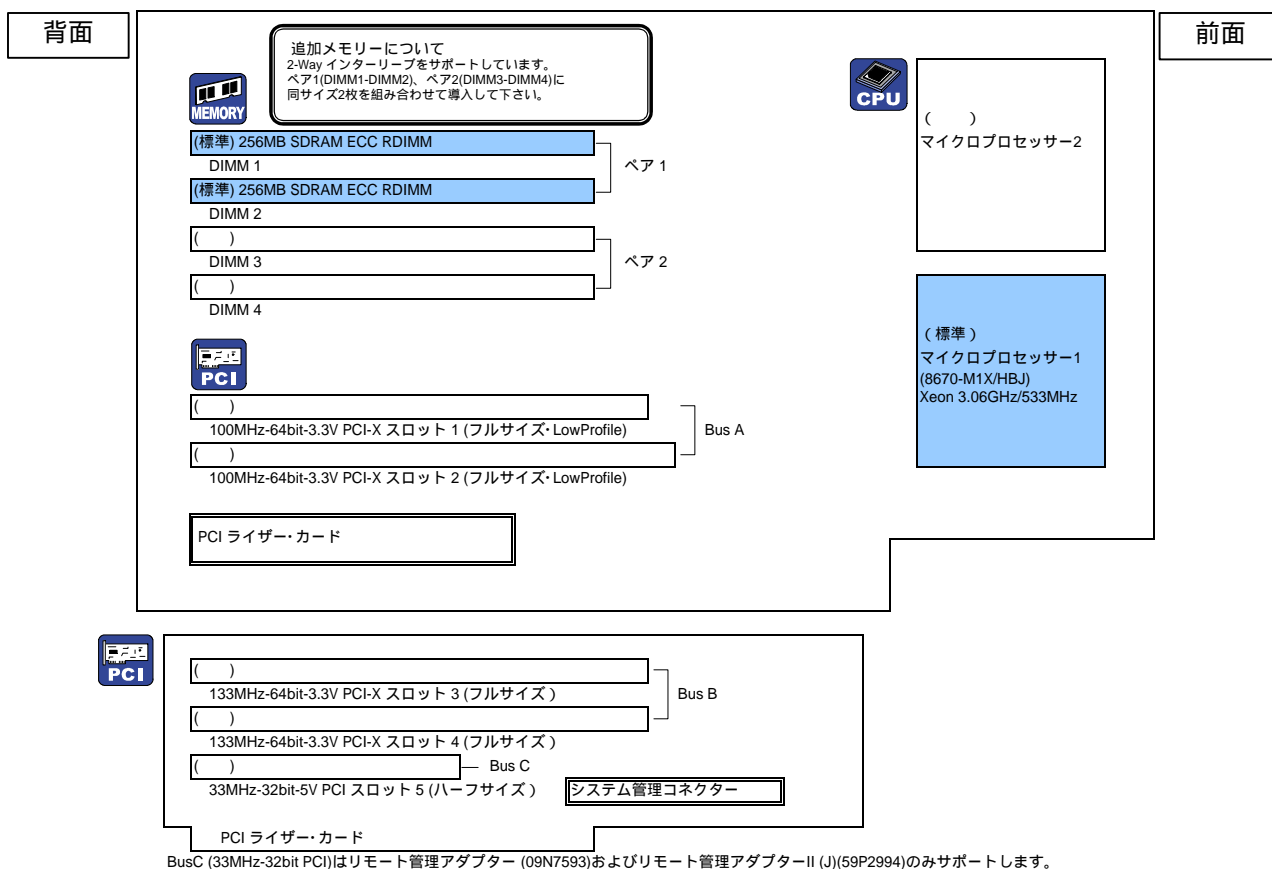 背面
前面
追加メモリーについて
2-Way インターリーブをサポートしています。
ペア1(DIMM1-DIMM2)、ペア2(DIMM3-DIMM4)に
同サイズ2枚を組み合わせて導入して下さい。
MEMORY
(標準) 256MB SDRAM ECC RDIMM
DIMM 1
ペア 1
(標準) 256MB SDRAM ECC RDIMM
DIMM 2
( )
DIMM 3
ペア 2
( )
DIMM 4
CPU
( )
マイクロプロセッサー2
(標準)
マイクロプロセッサー1
(8670-M1X/HBJ)
Xeon 3.06GHz/533MHz
PCI
( )
100MHz-64bit-3.3V PCI-X スロット 1 (フルサイズ・LowProfile)
Bus A
( )
100MHz-64bit-3.3V PCI-X スロット 2 (フルサイズ・LowProfile)
PCI ライザー・カード
PCI
( )
133MHz-64bit-3.3V PCI-X スロット 3 (フルサイズ)
Bus B
( )
133MHz-64bit-3.3V PCI-X スロット 4 (フルサイズ)
( )
Bus C
33MHz-32bit-5V PCI スロット 5 (ハーフサイズ)
システム管理コネクター
PCI ライザー・カード
BusC (33MHz-32bit PCI)はリモート管理アダプター (09N7593)およびリモート管理アダプターII (J)(59P2994)のみサポートします。